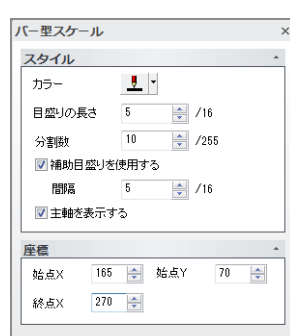 バー型スケール
スタイル
カラー
目盛りの長さ 5 /16
分割数 10 /255
補助目盛りを使用する
間隔 5 /16
主軸を表示する
座標
始点X 165 始点Y 70
終点X 270